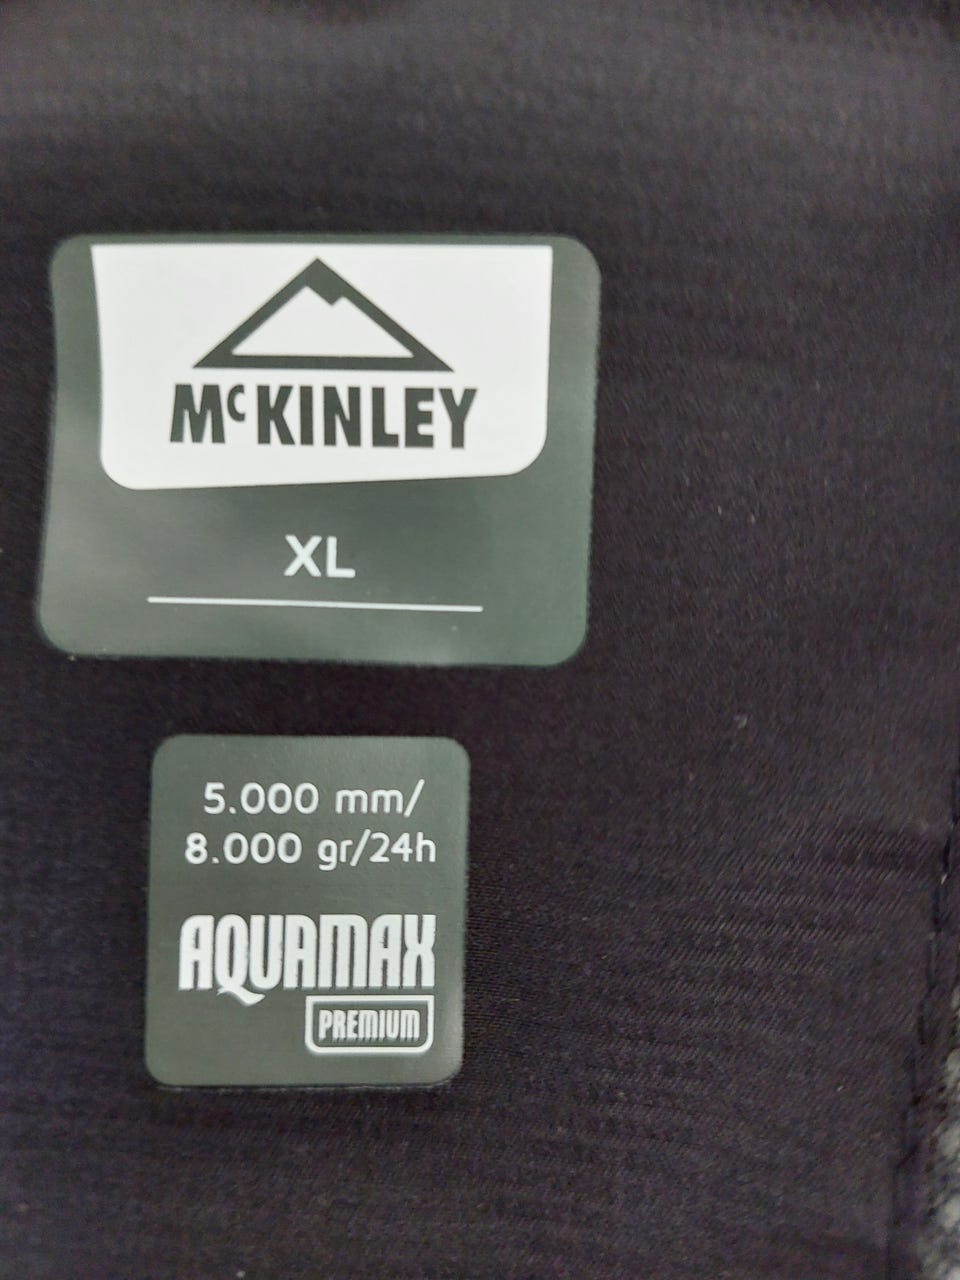 McKINLEY
XL
5.000 mm/
8.000 gr/24h
AQUAMAX
PREMIUM